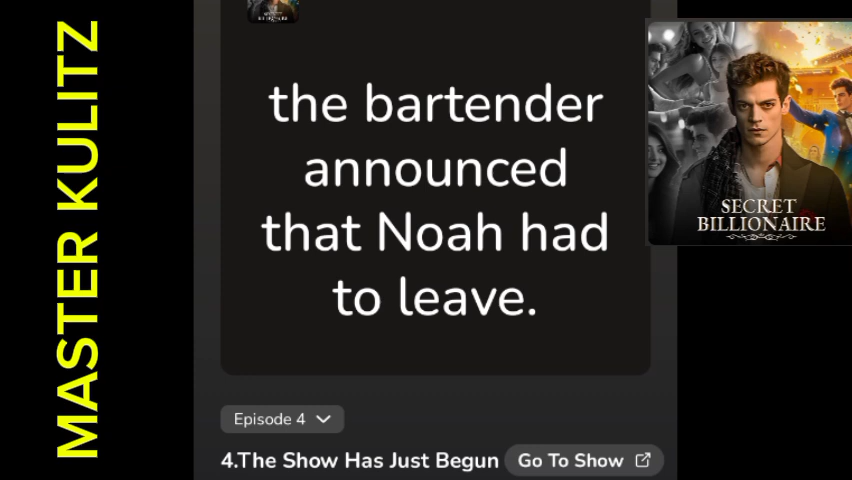 MASTER KULITZ
the bartender
announced
that Noah had
to leave.
SECRET
BILLIONAIRE
Episode 4
4.The Show Has Just Begun
Go To Show